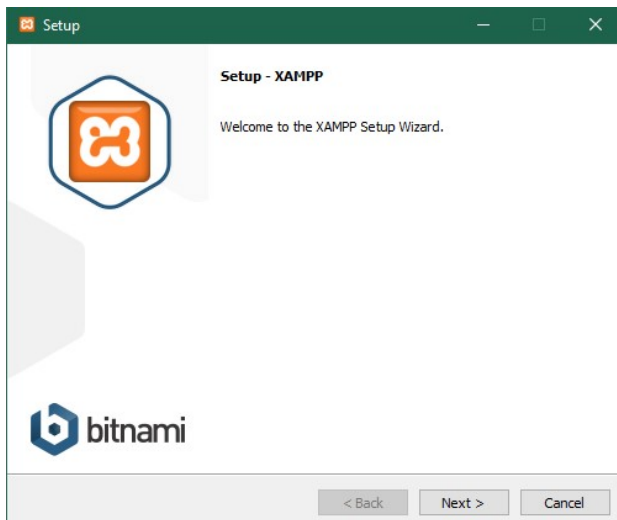 Setup
Setup - XAMPP
Welcome to the XAMPP Setup Wizard.
bitnami
< Back
Next >
Cancel